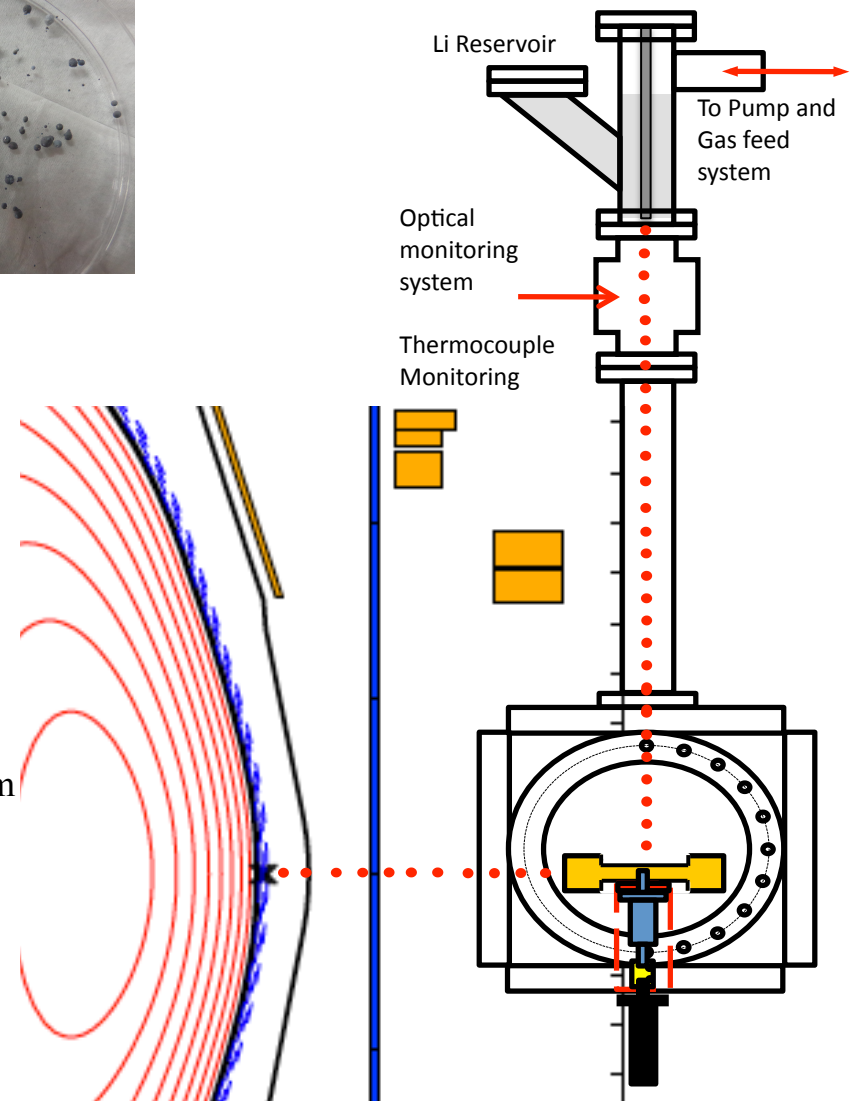 Li Reservoir
To Pump and
Gas feed
system
Optical
monitoring
system
Thermocouple
Monitoring